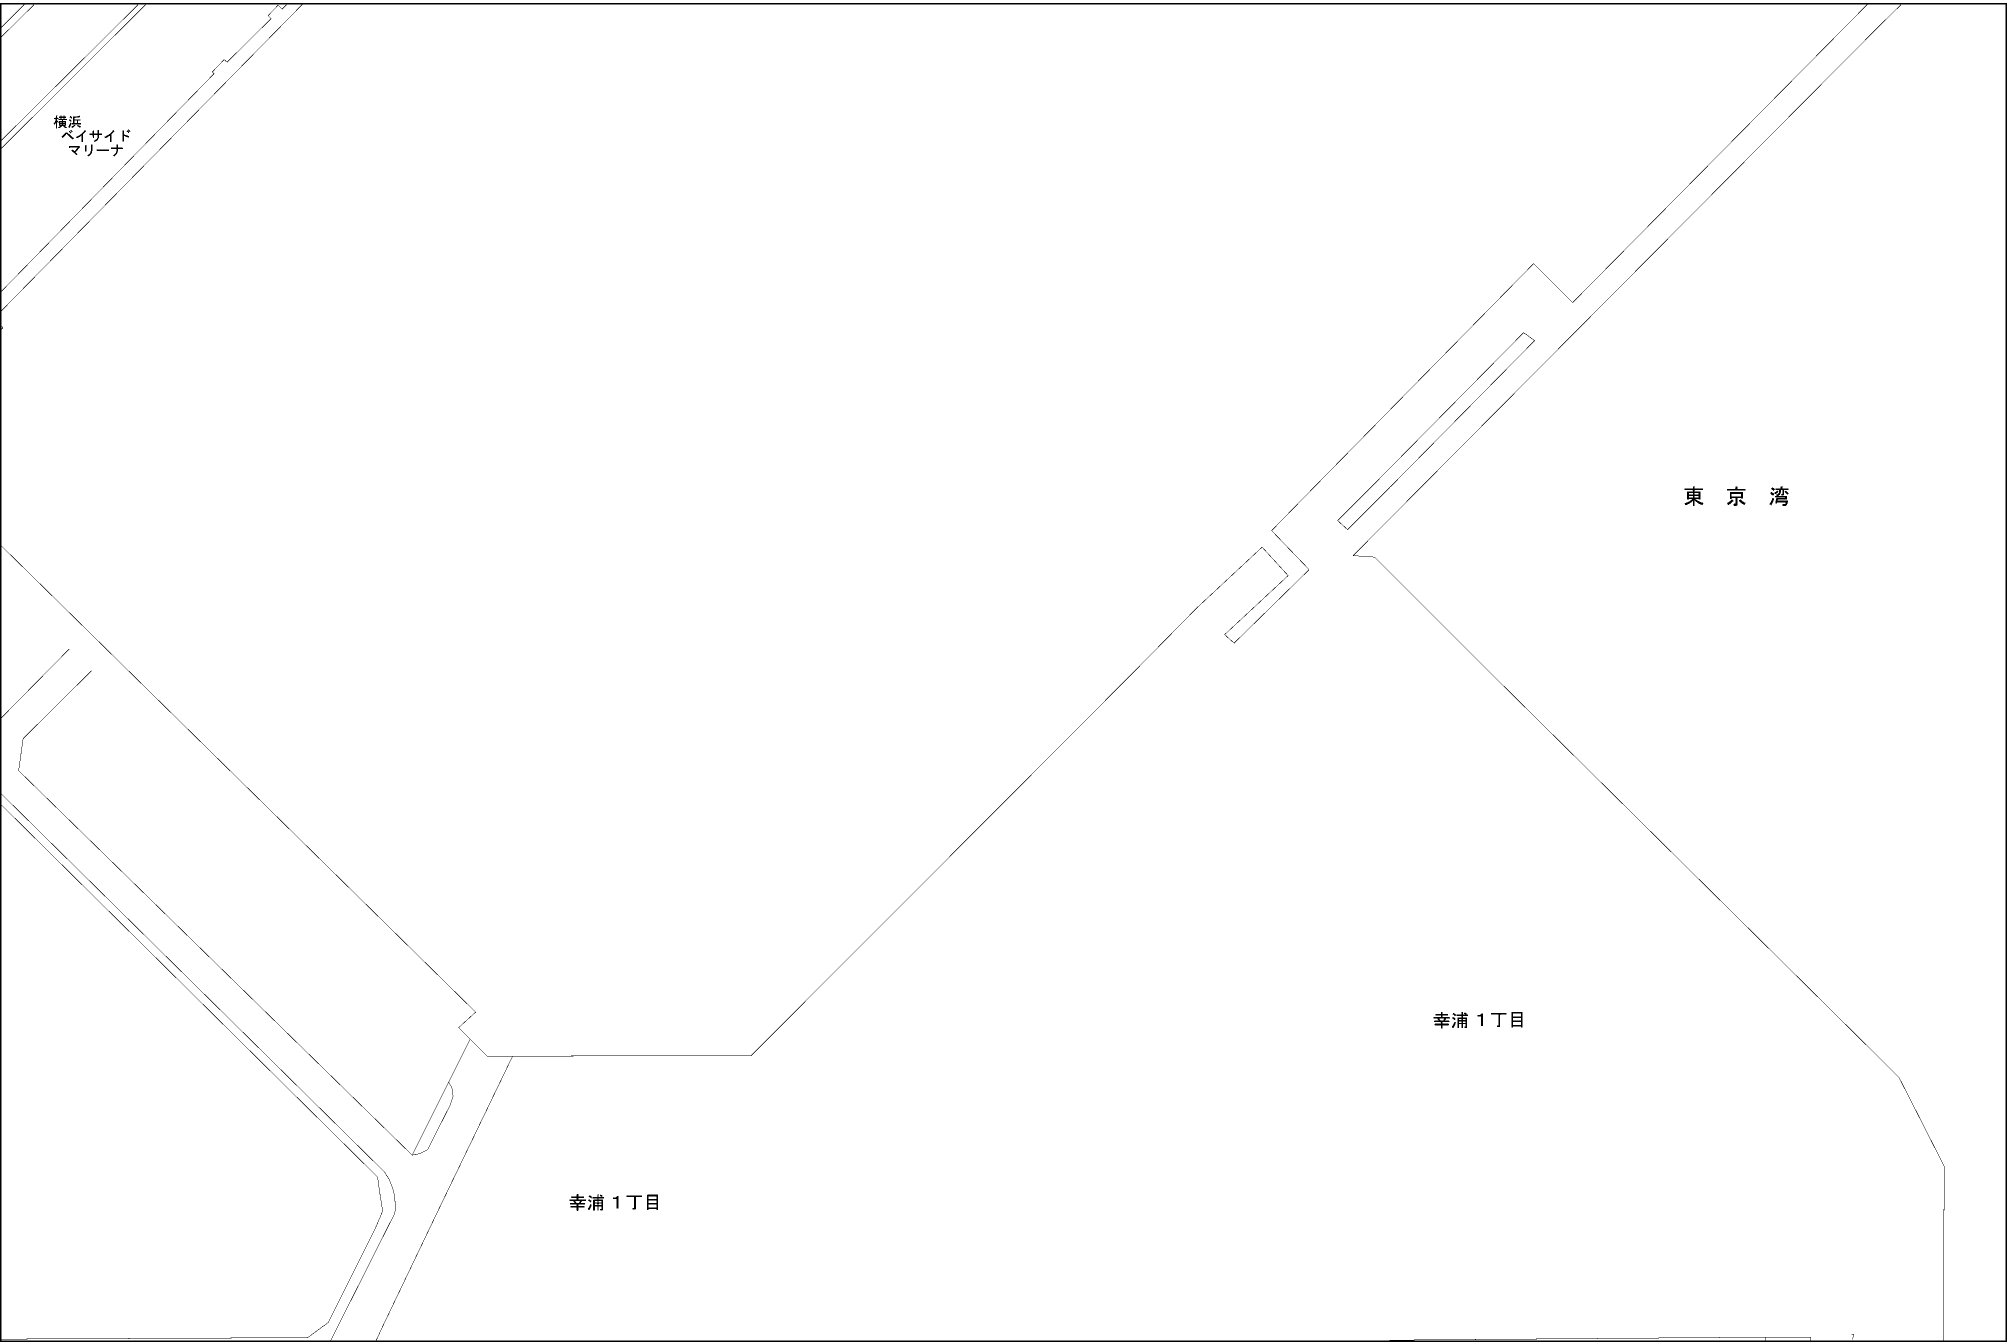 横浜
ベイサイド
マリーナ
東 京 湾
幸浦１丁目
幸浦１丁目